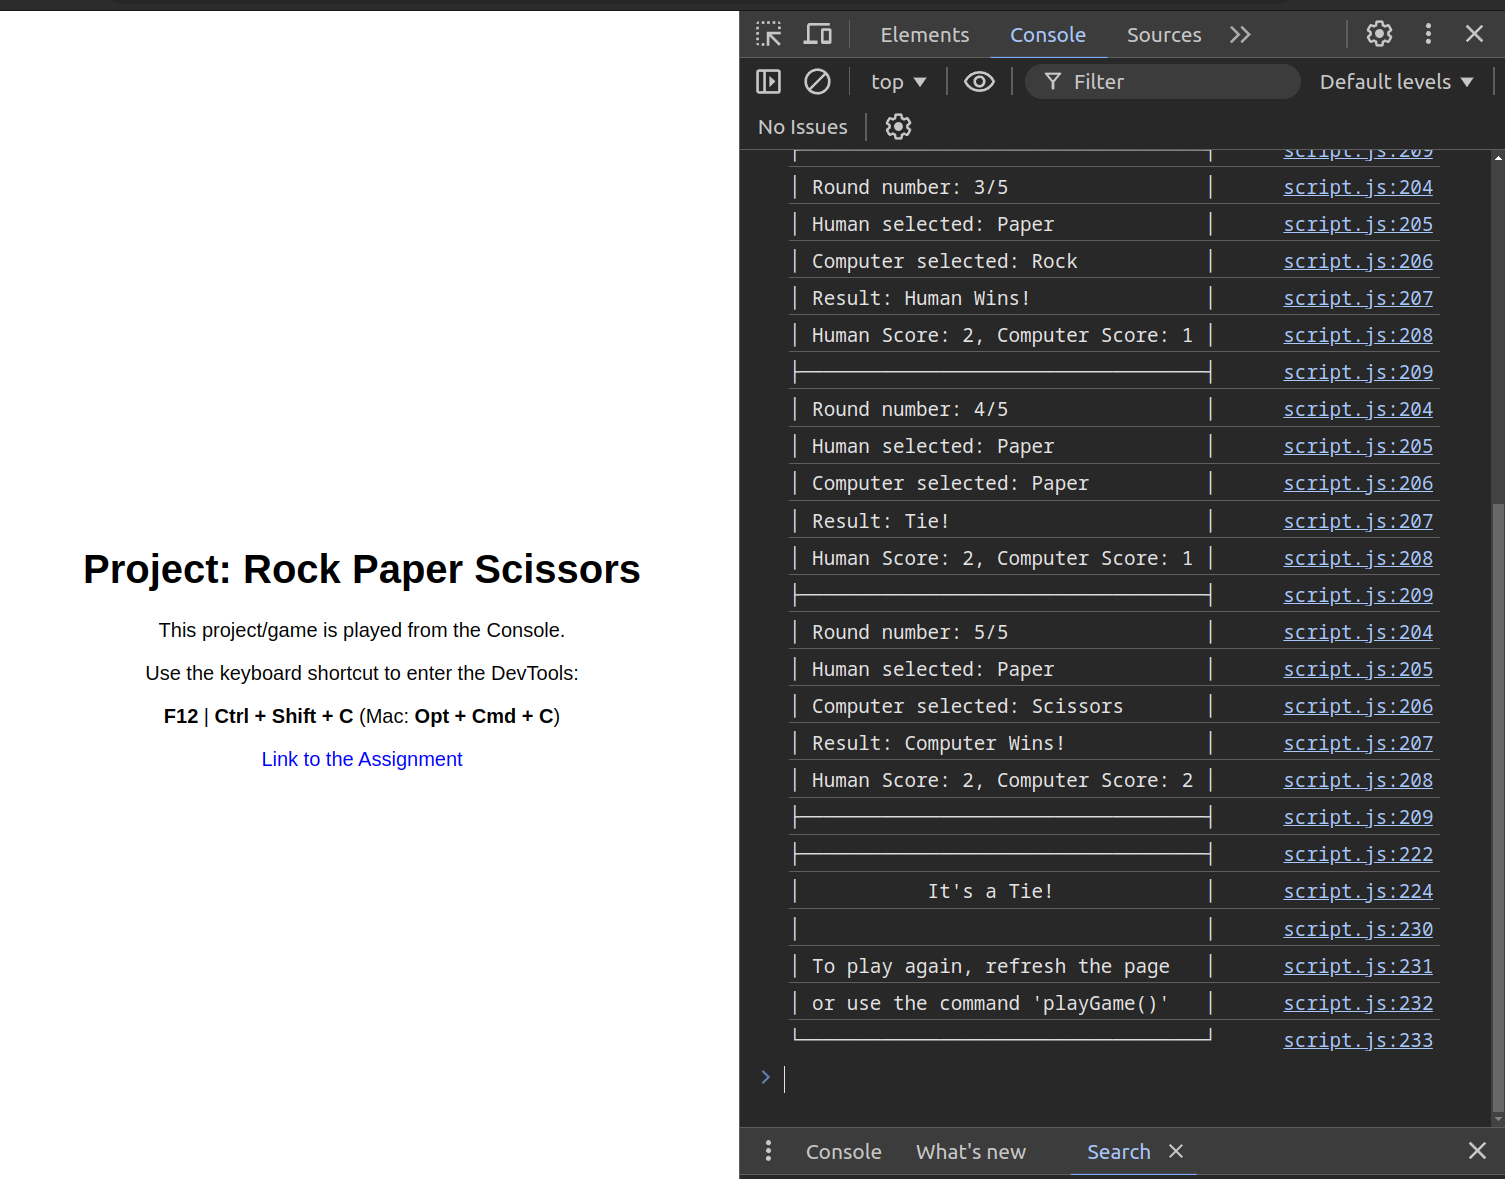 Project: Rock Paper Scissors
This project/game is played from the Console.
Use the keyboard shortcut to enter the DevTools:
F12 | Ctrl + Shift + C (Mac: Opt + Cmd + C)
Link to the Assignment
Elements Console Sources
top Filter Default levels
No Issues
script.js:209
Round number: 3/5 script.js:204
Human selected: Paper script.js:205
Computer selected: Rock script.js:206
Result: Human Wins! script.js:207
Human Score: 2, Computer Score: 1 script.js:208
script.js:209
Round number: 4/5 script.js:204
Human selected: Paper script.js:205
Computer selected: Paper script.js:206
Result: Tie! script.js:207
Human Score: 2, Computer Score: 1 script.js:208
script.js:209
Round number: 5/5 script.js:204
Human selected: Paper script.js:205
Computer selected: Scissors script.js:206
Result: Computer Wins! script.js:207
Human Score: 2, Computer Score: 2 script.js:208
script.js:209
script.js:222
It's a Tie! script.js:224
script.js:230
To play again, refresh the page script.js:231
or use the command 'playGame()' script.js:232
script.js:233
Console What's new Search